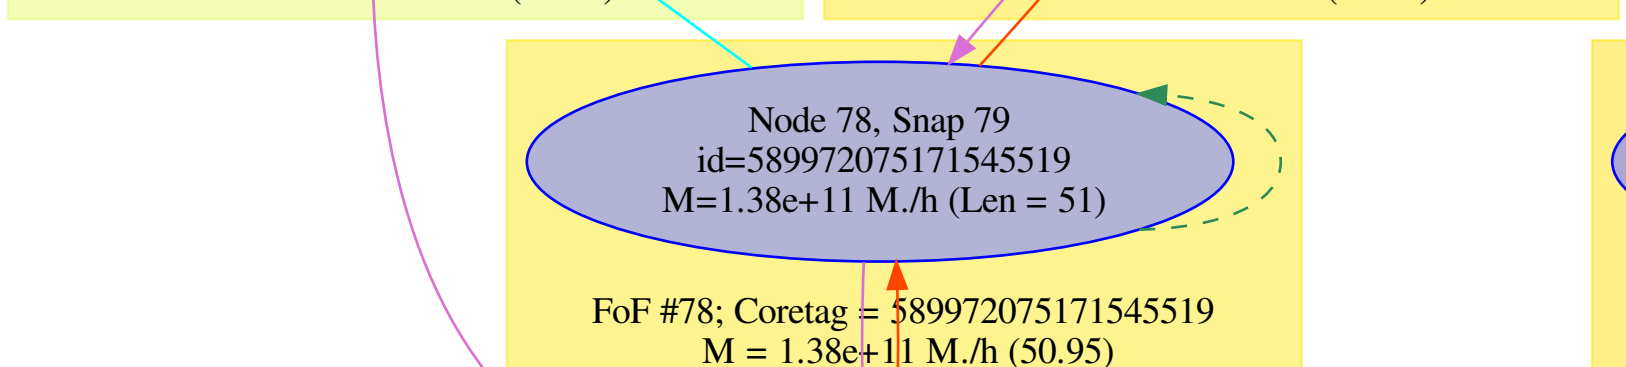 Node 78, Snap 79
id=589972075171545519
M=1.38e+11 M./h (Len = 51)
FoF #78; Coretag = 589972075171545519
M = 1.38e+11 M./h (50.95)